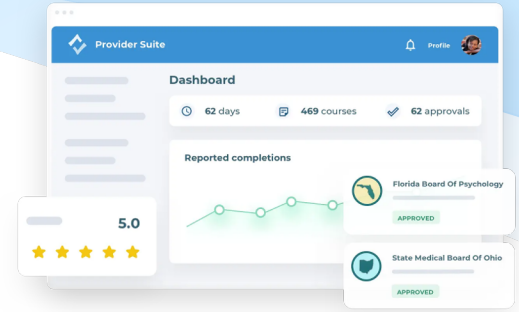 Provider Suite
Profile
Dashboard
62 days
469 courses
62 approvals
Reported completions
Florida Board Of Psychology
APPROVED
5.0
State Medical Board Of Ohio
APPROVED